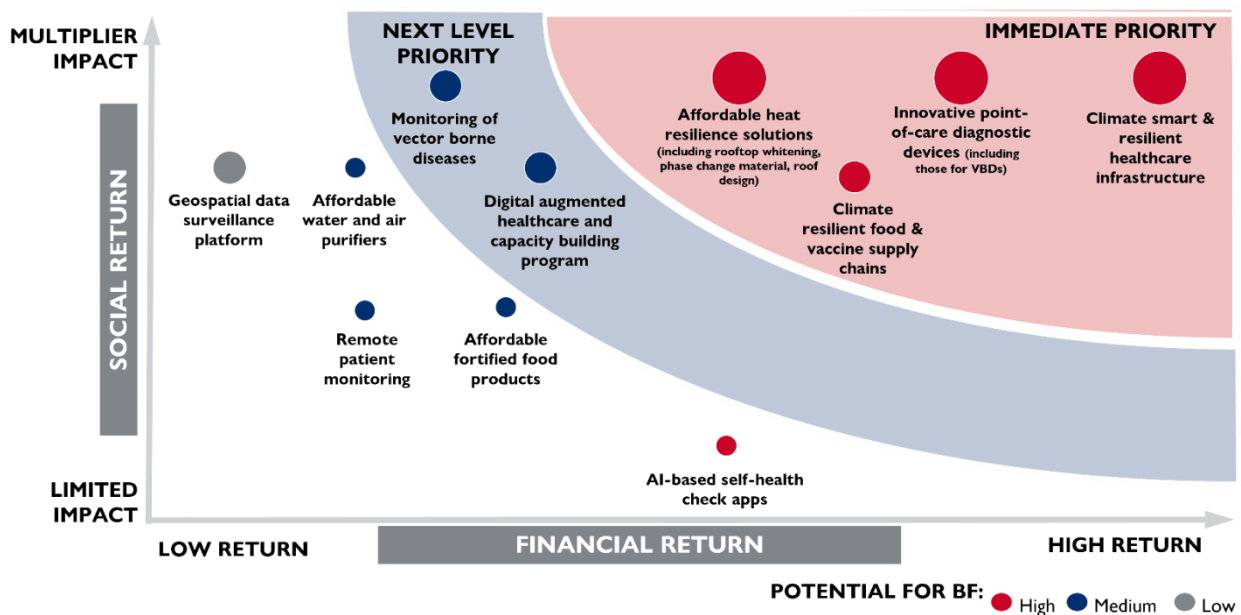 MULTIPLIER
IMPACT
NEXT LEVEL
PRIORITY
IMMEDIATE PRIORITY
Monitoring of
vector borne
diseases
Affordable heat
resilience solutions
(including rooftop whitening,
phase change material, roof
design)
Innovative point-
of-care diagnostic
devices (including
those for VBDs)
Climate smart &
resilient
healthcare
infrastructure
Geospatial data
surveillance
platform
Affordable
water and air
purifiers
Digital augmented
healthcare and
capacity building
program
Climate
resilient food &
vaccine supply
chains
SOCIAL RETURN
Remote
patient
monitoring
Affordable
fortified food
products
AI-based self-health
check apps
LIMITED
IMPACT
LOW RETURN
FINANCIAL RETURN
HIGH RETURN
POTENTIAL FOR BF: High Medium Low